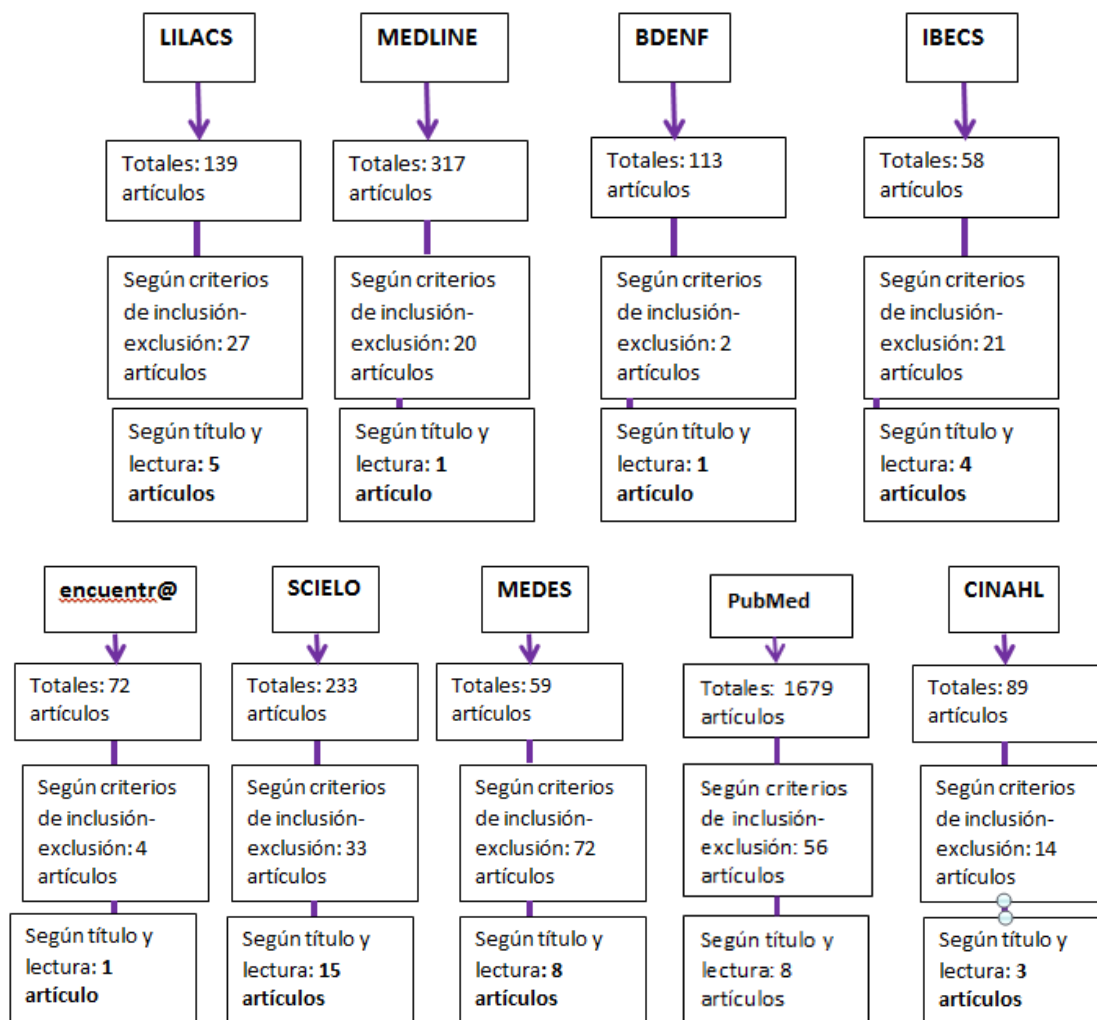 LILACS
Totales: 139
artículos
Según criterios
de inclusión-
exclusión: 27
artículos
Según título y
lectura: 5
artículos
MEDLINE
Totales: 317
artículos
Según criterios
de inclusión-
exclusión: 20
artículos
Según título y
lectura: 1
artículo
BDENF
Totales: 113
artículos
Según criterios
de inclusión-
exclusión: 2
artículos
Según título y
lectura: 1
artículo
IBECS
Totales: 58
artículos
Según criterios
de inclusión-
exclusión: 21
artículos
Según título y
lectura: 4
artículos
encuentr@
Totales: 72
artículos
Según criterios
de inclusión-
exclusión: 4
artículos
Según título y
lectura: 1
artículo
SCIELO
Totales: 233
artículos
Según criterios
de inclusión-
exclusión: 33
artículos
Según título y
lectura: 15
artículos
MEDES
Totales: 59
artículos
Según criterios
de inclusión-
exclusión: 72
artículos
Según título y
lectura: 8
artículos
PubMed
Totales: 1679
artículos
Según criterios
de inclusión-
exclusión: 56
artículos
Según título y
lectura: 8
artículos
CINAHL
Totales: 89
artículos
Según criterios
de inclusión-
exclusión: 14
artículos
Según título y
lectura: 3
artículos